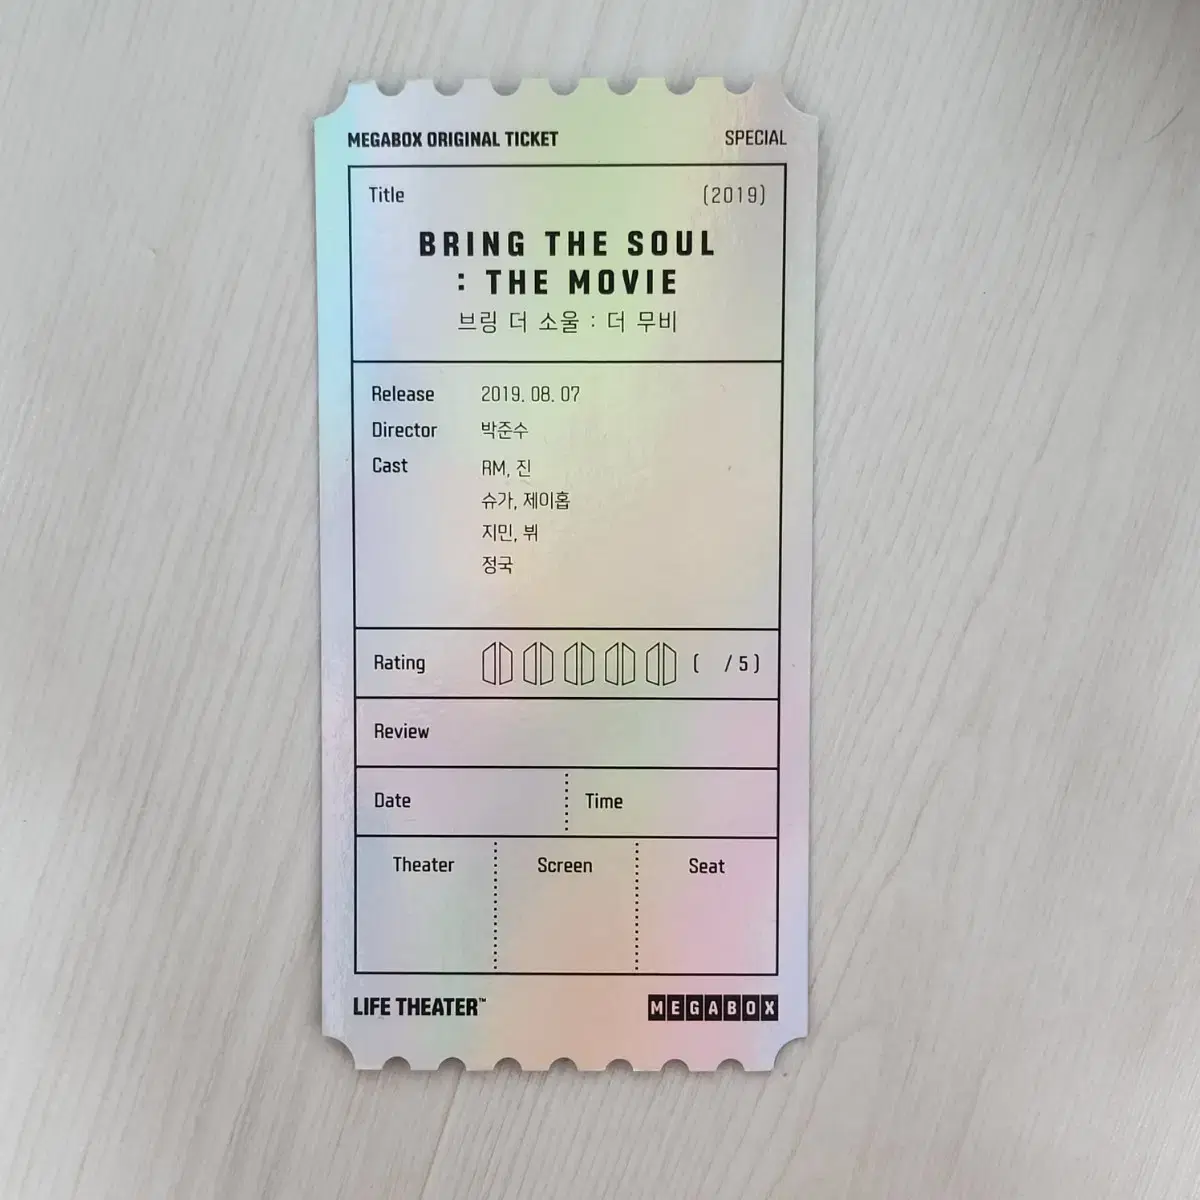 MEGABOX ORIGINAL TICKET SPECIAL
Title (2019)
BRING THE SOUL
: THE MOVIE
브링 더 소울 : 더 무비
Release 2019. 08. 07
Director 박준수
Cast RM, 진
슈가, 제이홉
지민, 뷔
정국
Rating ( /5)
Review
Date Time
Theater Screen Seat
LIFE THEATER™ MEGABOX